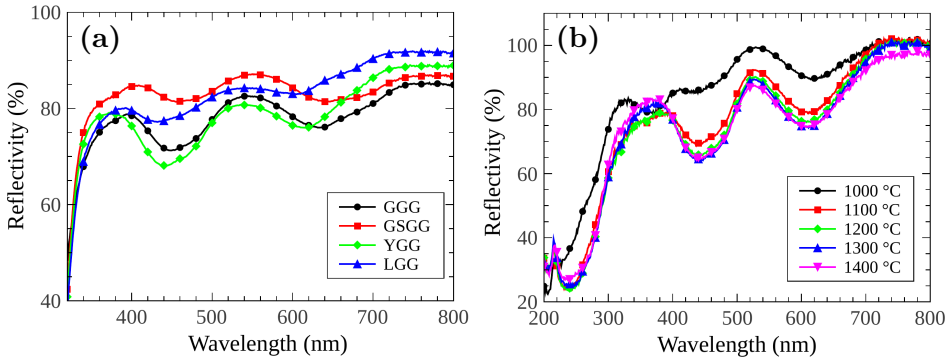 (a)
Reflectivity (%)
100
80
60
40
400 500 600 700 800
Wavelength (nm)
GGG
GSGG
YGG
LGG
(b)
Reflectivity (%)
100
80
60
40
20
200 300 400 500 600 700 800
Wavelength (nm)
1000 °C
1100 °C
1200 °C
1300 °C
1400 °C